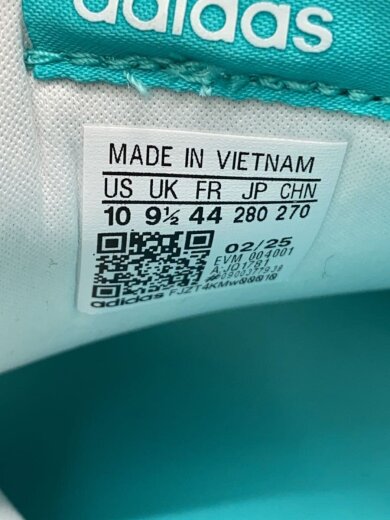 adidas
MADE IN VIETNAM
US UK FR JP CHN
10 9½ 44 280 270
02/25
EVM 004001
A:JQ1781
adidas